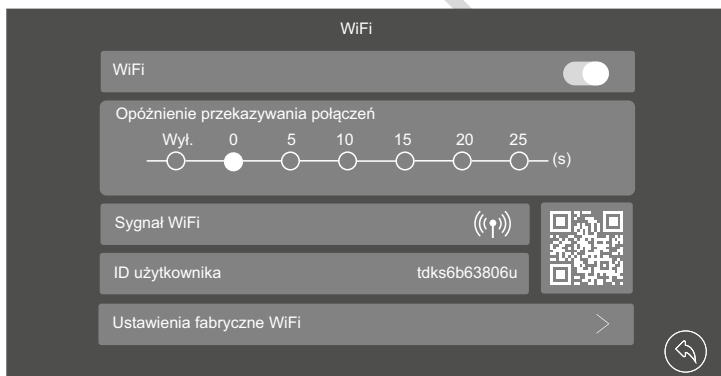 WiFi
WiFi
Opóżnienie przekazywania połączeń
Wył. 0 5 10 15 20 25
(s)
Sygnał WiFi
ID użytkownika tdks6b63806u
Ustawienia fabryczne WiFi